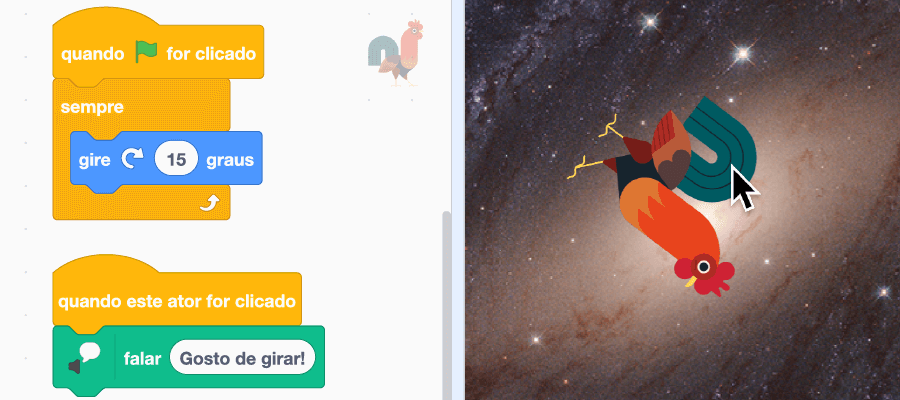 quando for clicado
sempre
gire 15 graus
quando este ator for clicado
falar Gosto de girar!